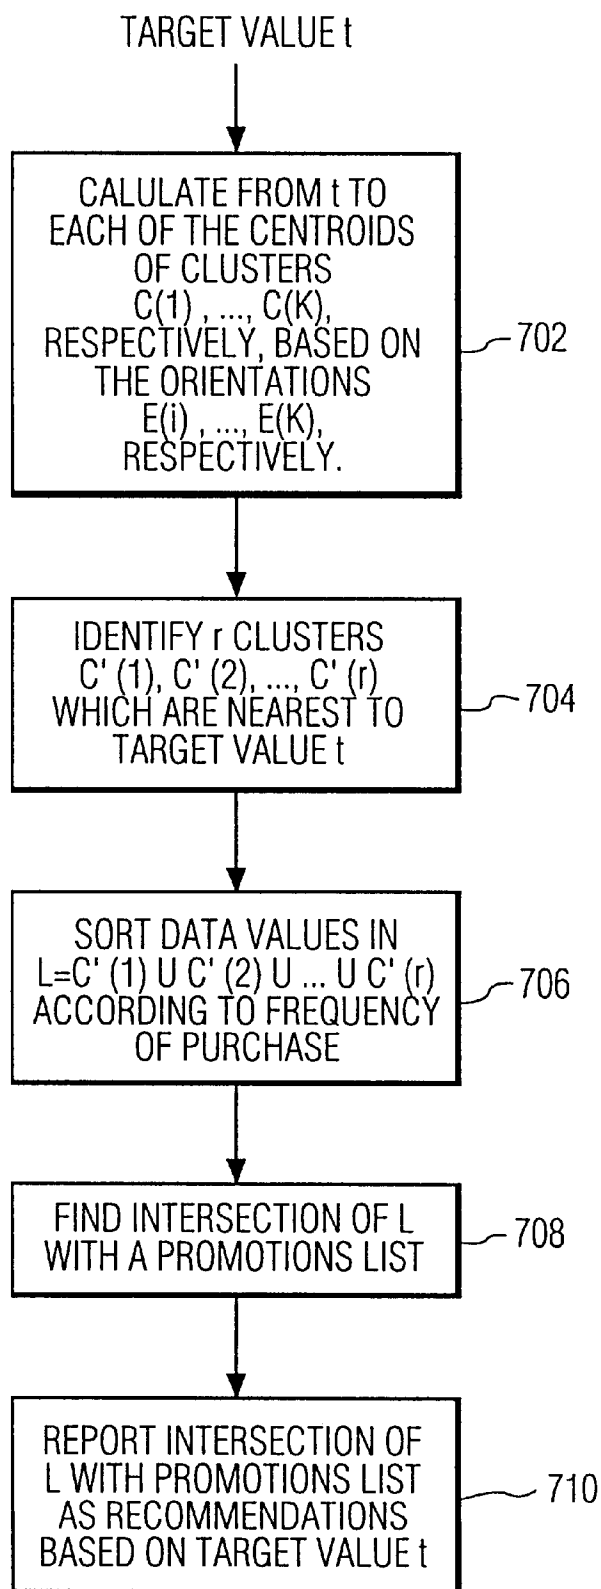 TARGET VALUE t
CALULATE FROM t TO
EACH OF THE CENTROIDS
OF CLUSTERS
C(1) , ..., C(K),
RESPECTIVELY, BASED ON
THE ORIENTATIONS
E(i) , ..., E(K),
RESPECTIVELY.
702
IDENTIFY r CLUSTERS
C' (1), C' (2), ..., C' (r)
WHICH ARE NEAREST TO
TARGET VALUE t
704
SORT DATA VALUES IN
L=C' (1) U C' (2) U ... U C' (r)
ACCORDING TO FREQUENCY
OF PURCHASE
706
FIND INTERSECTION OF L
WITH A PROMOTIONS LIST
708
REPORT INTERSECTION OF
L WITH PROMOTIONS LIST
AS RECOMMENDATIONS
BASED ON TARGET VALUE t
710